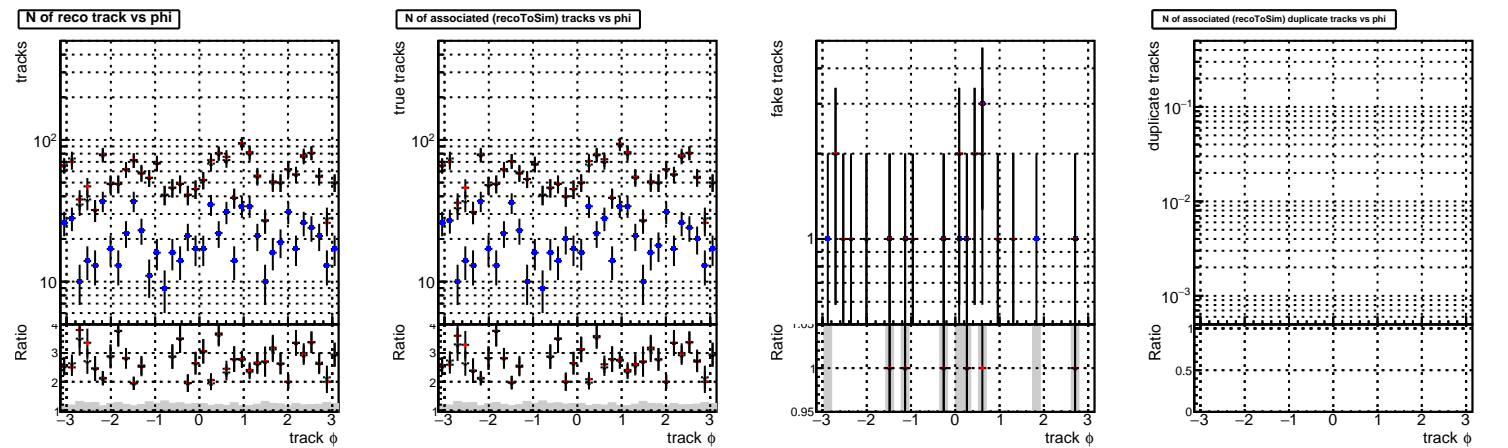 N of reco track vs phi
tracks
10²
10
Ratio
4
3
2
1
−3 −2 −1 0 1 2 3
track ϕ
N of associated (recoToSim) tracks vs phi
true tracks
10²
10
Ratio
4
3
2
1
−3 −2 −1 0 1 2 3
track ϕ
fake tracks
1
Ratio
1
0.95
−3 −2 −1 0 1 2 3
track ϕ
N of associated (recoToSim) duplicate tracks vs phi
duplicate tracks
10⁻¹
10⁻²
10⁻³
Ratio
1
0.5
0
−3 −2 −1 0 1 2 3
track ϕ